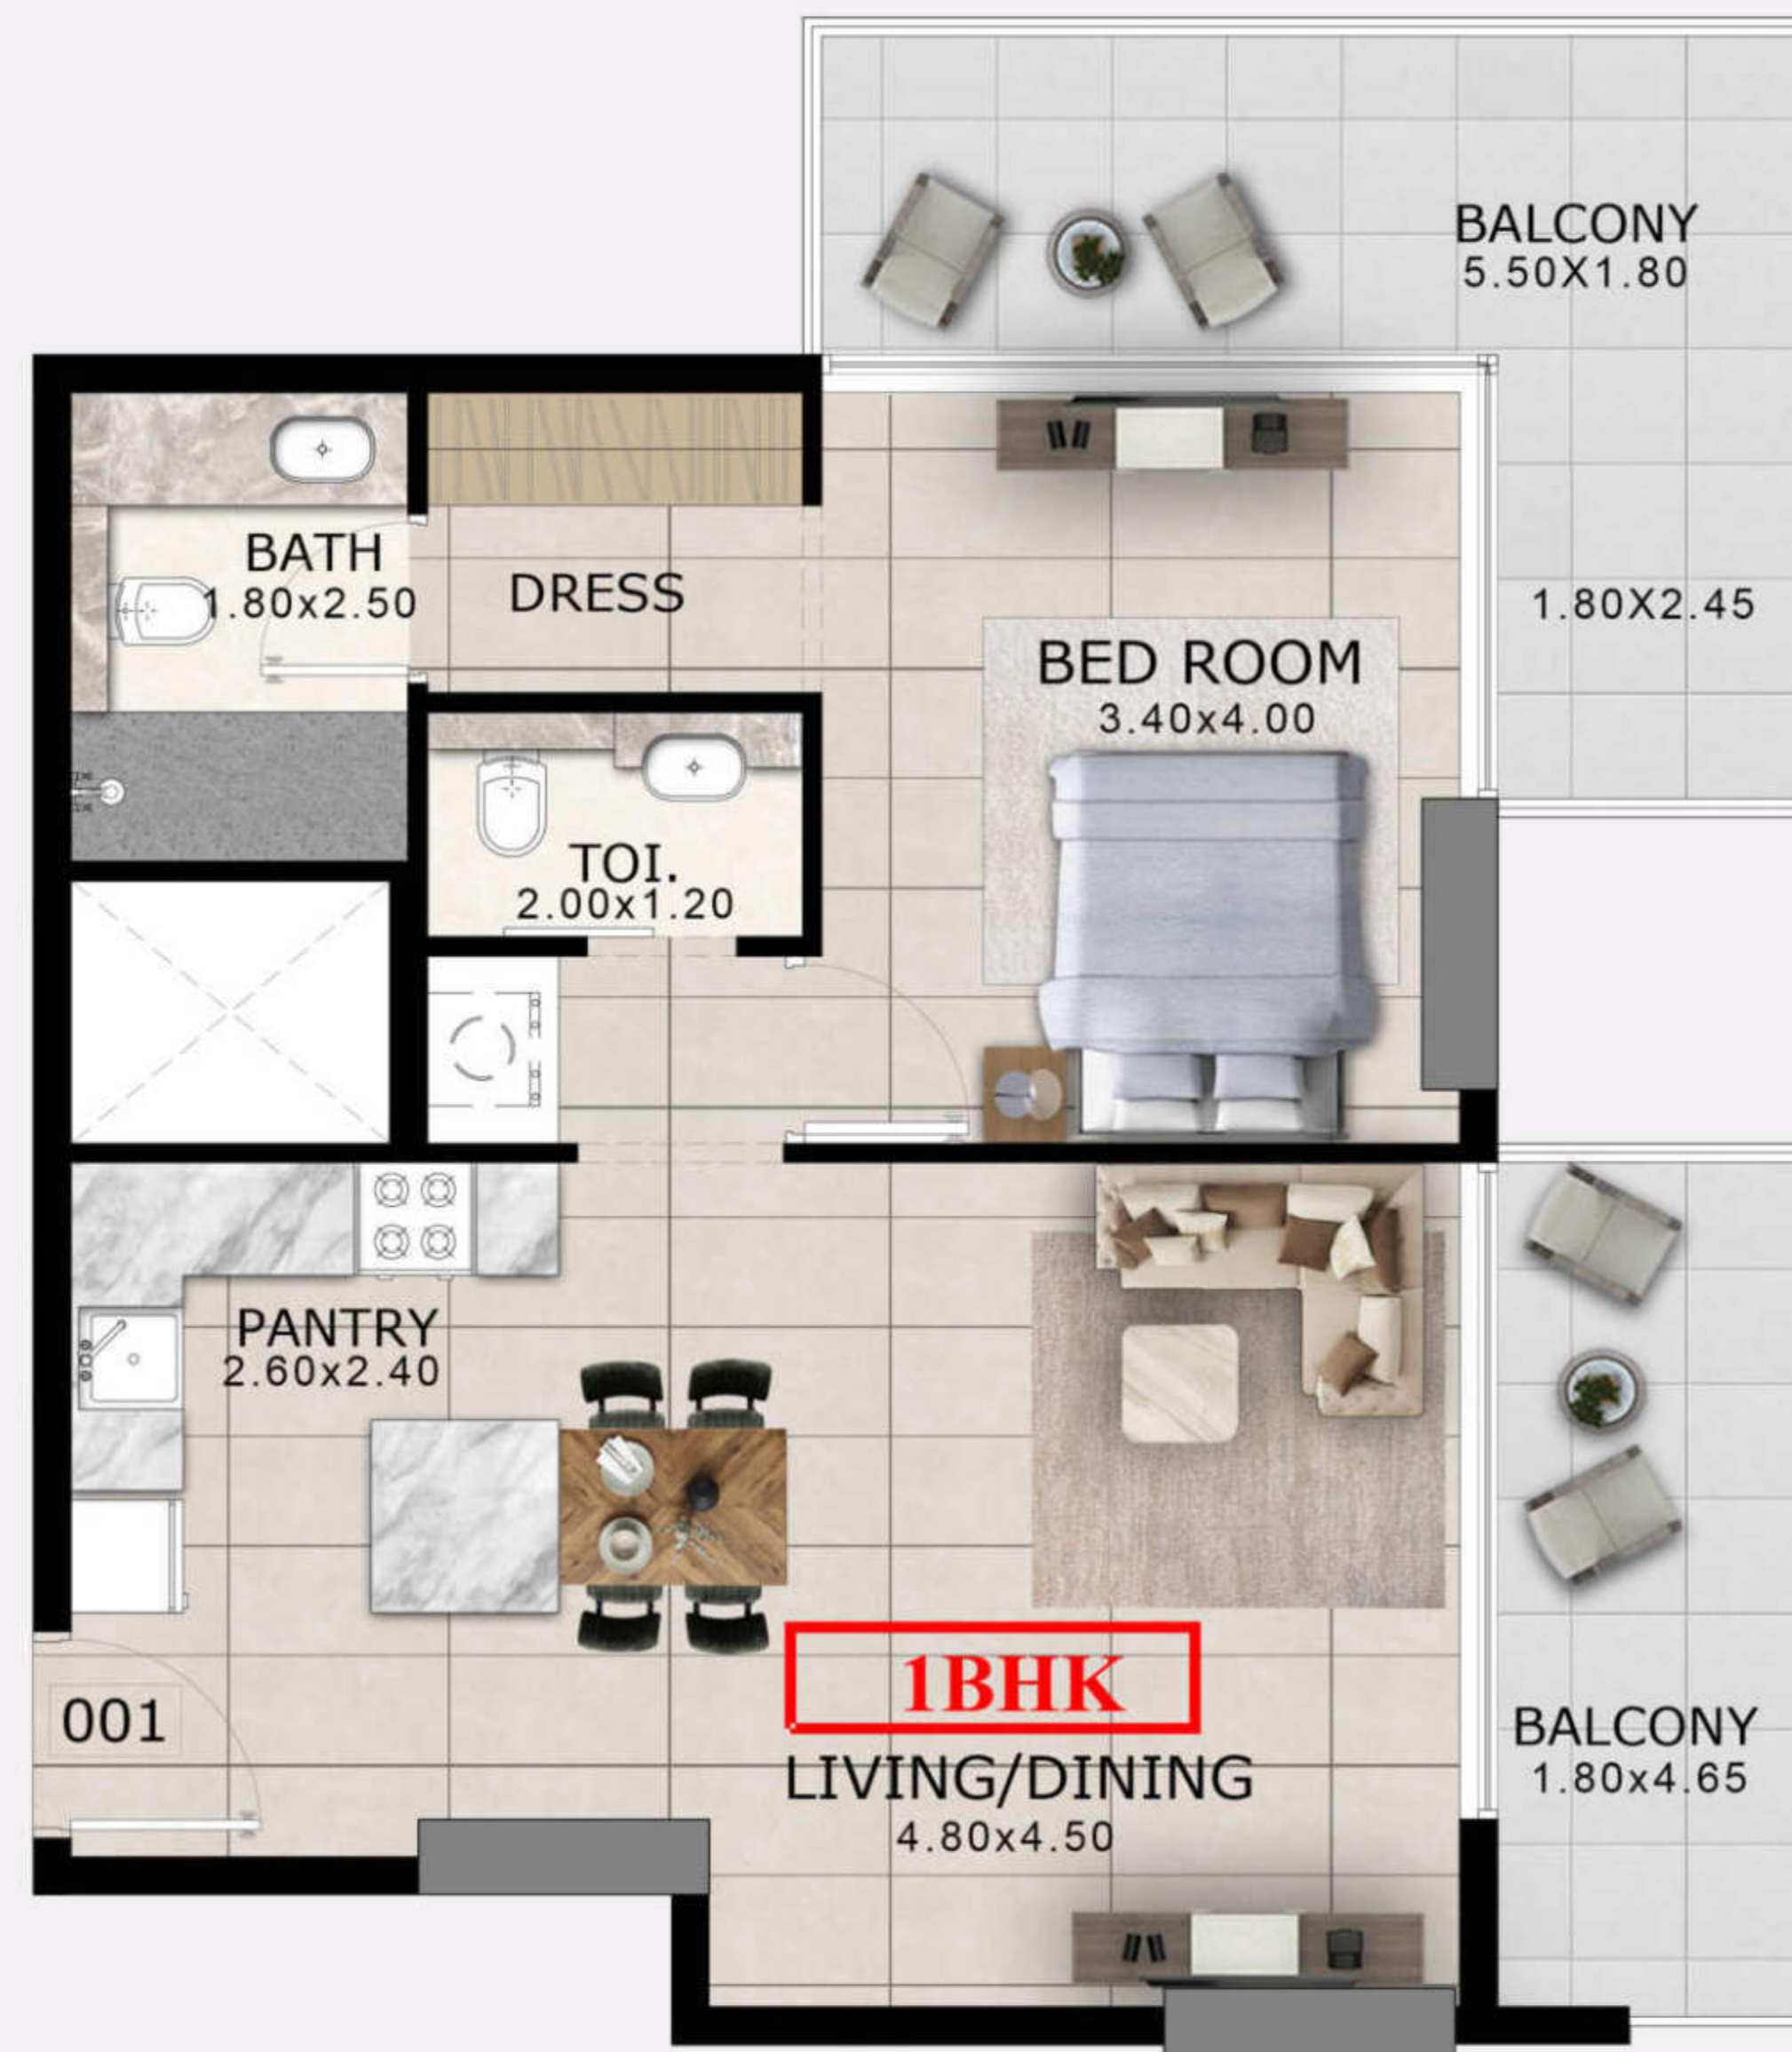 BALCONY
5.50X1.80
BATH
1.80x2.50
DRESS
1.80X2.45
BED ROOM
3.40x4.00
TOI.
2.00x1.20
PANTRY
2.60x2.40
1BHK
001
LIVING/DINING
4.80x4.50
BALCONY
1.80x4.65